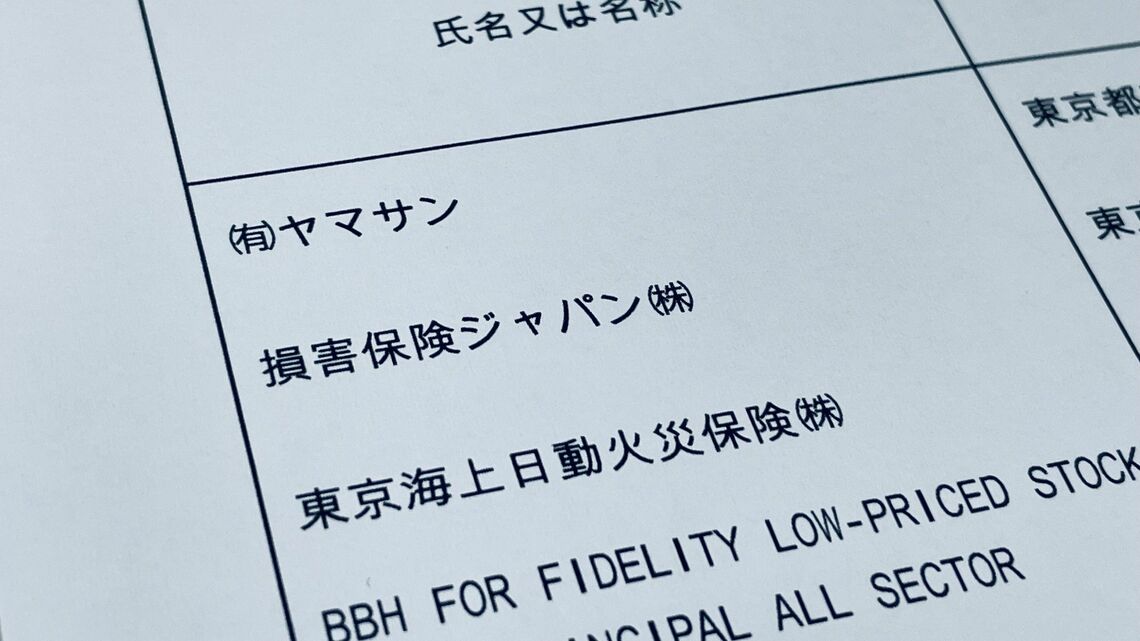 氏名又は名称
㈲ヤマサン
東京都
損害保険ジャパン㈱
東京
東京海上日動火災保険㈱
BBH FOR FIDELITY LOW-PRICED STOCK
ALL SECTOR